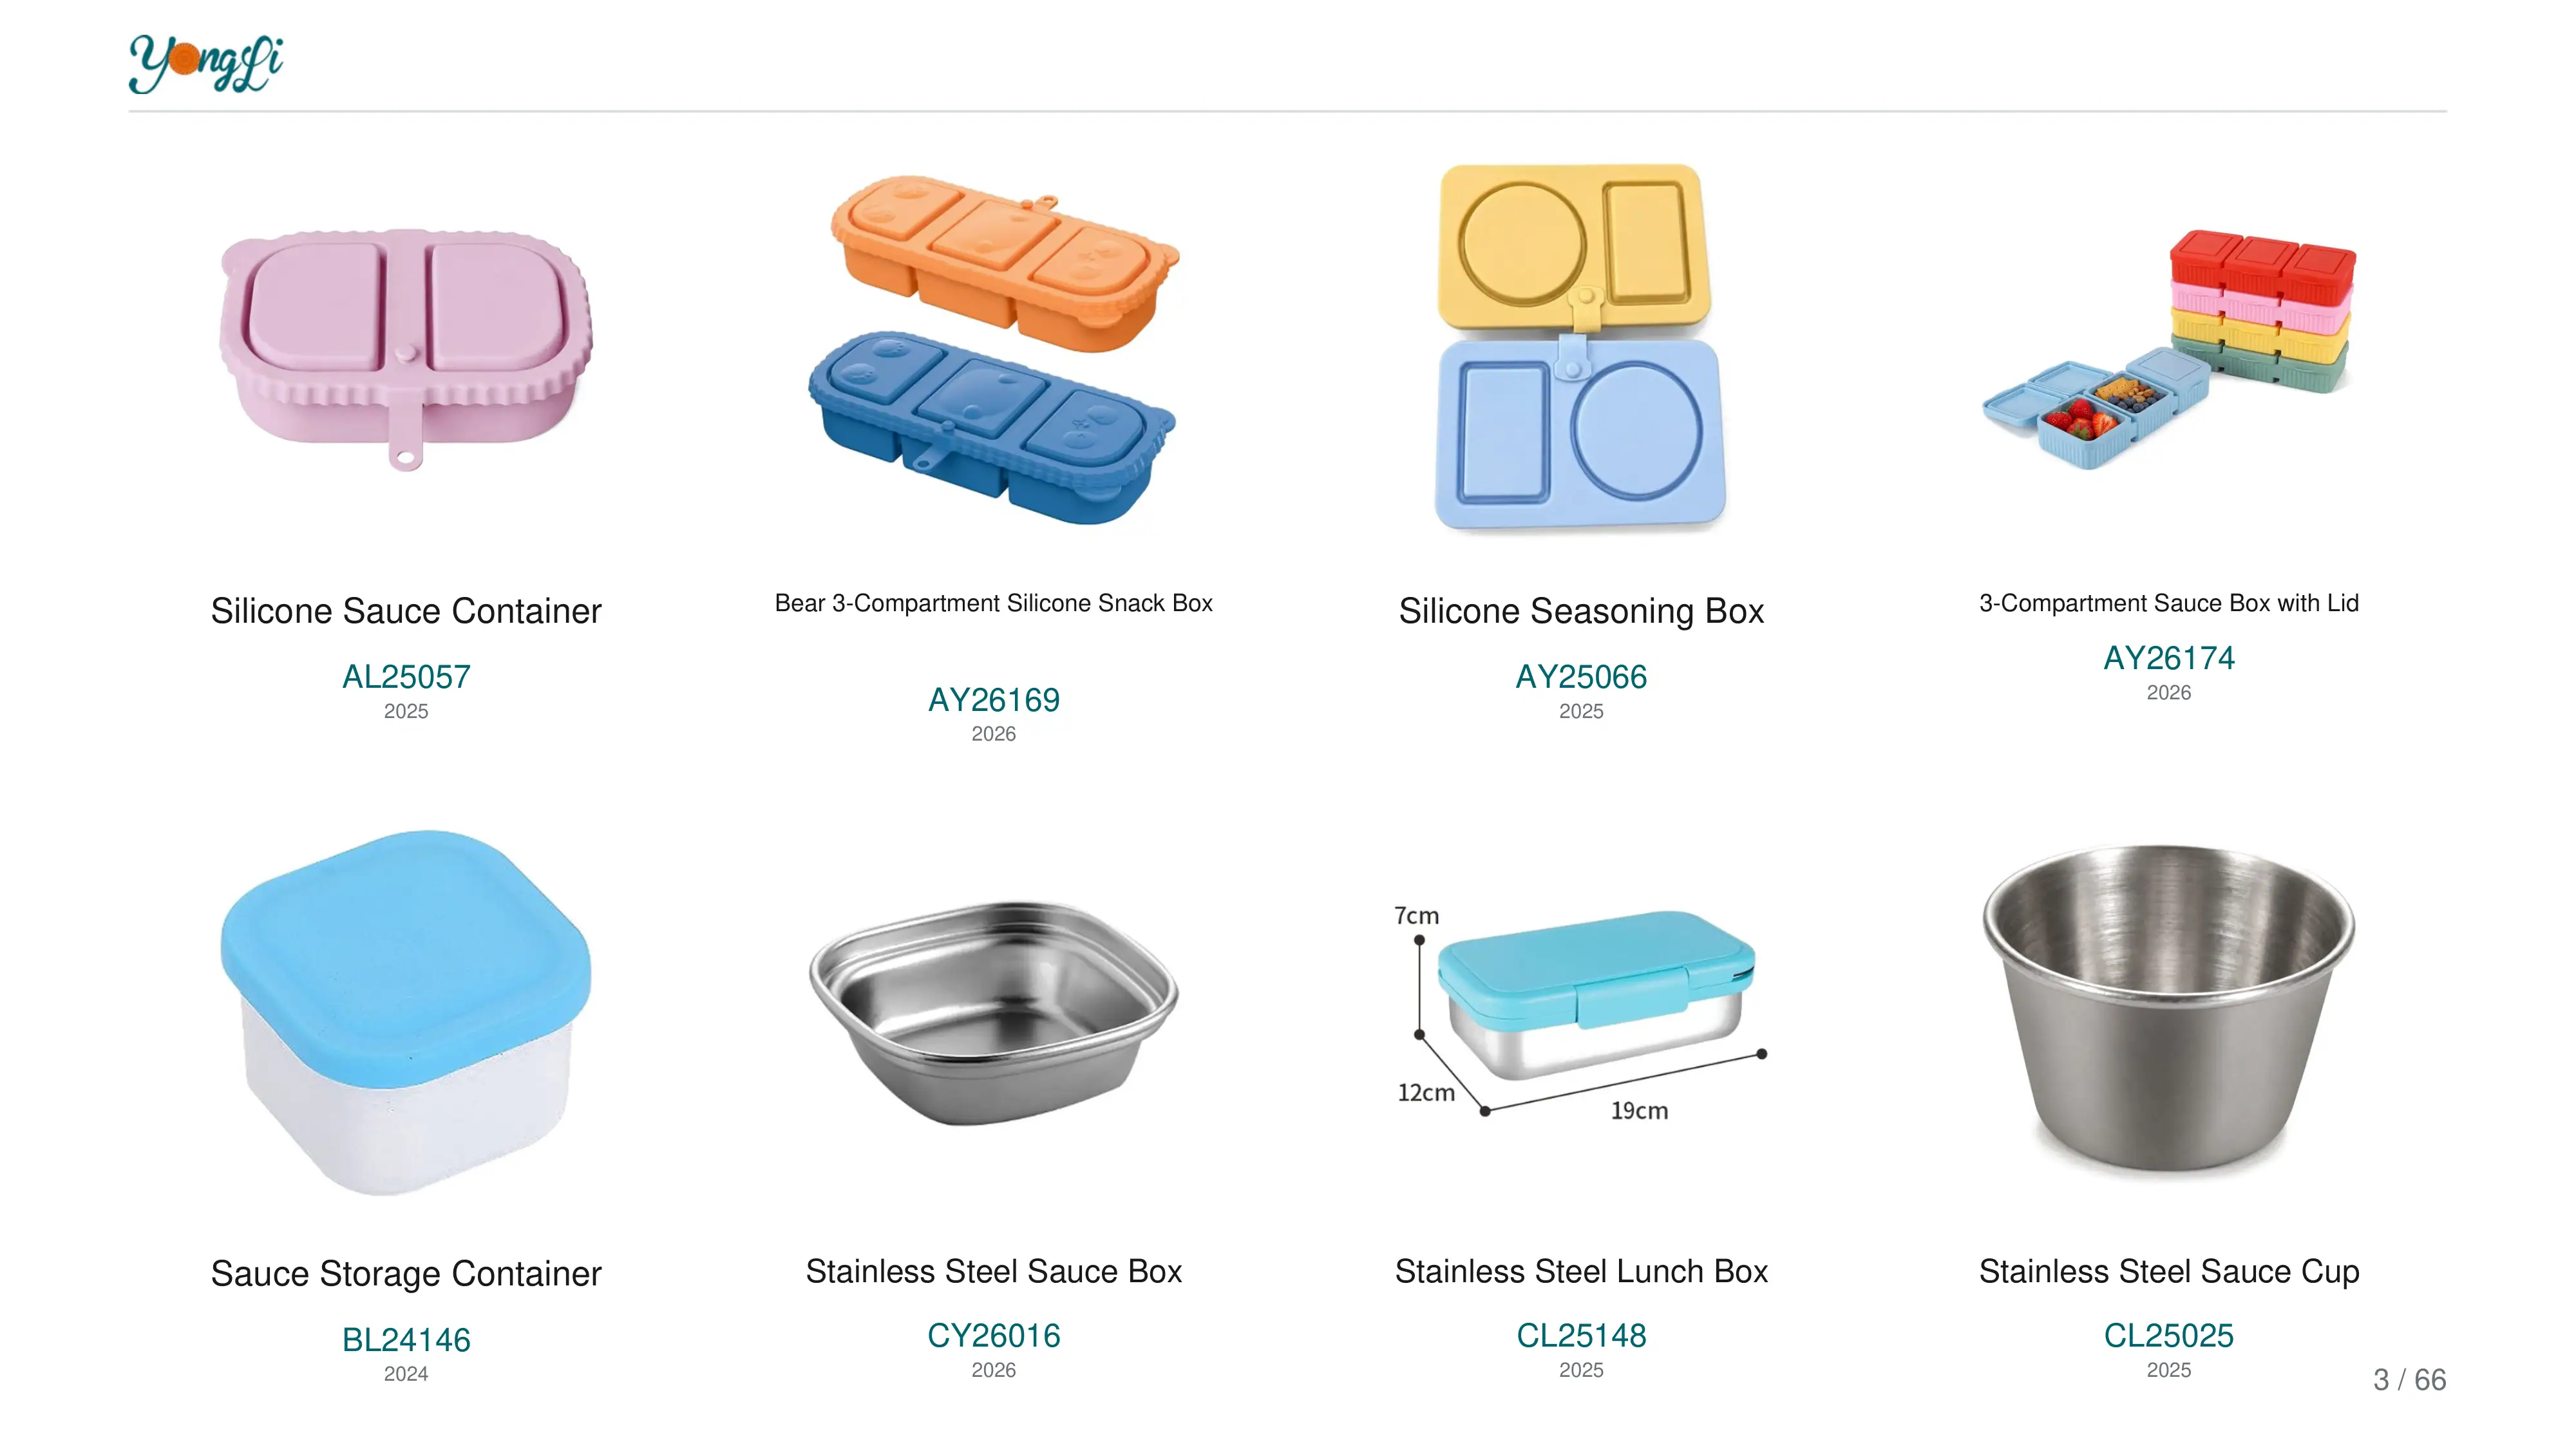 YongLi
Silicone Sauce Container
AL25057
2025
Bear 3-Compartment Silicone Snack Box
AY26169
2026
Silicone Seasoning Box
AY25066
2025
3-Compartment Sauce Box with Lid
AY26174
2026
Sauce Storage Container
BL24146
2024
Stainless Steel Sauce Box
CY26016
2026
7cm
12cm
19cm
Stainless Steel Lunch Box
CL25148
2025
Stainless Steel Sauce Cup
CL25025
2025
3 / 66